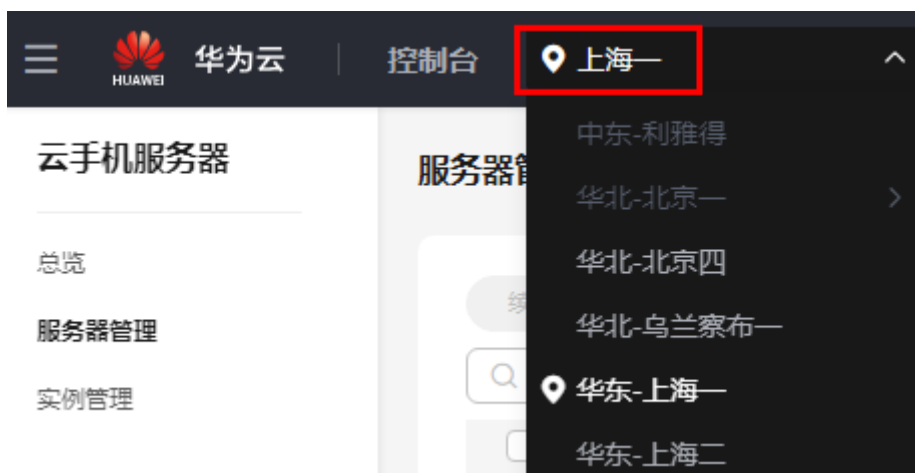 HUAWEI 华为云 控制台 上海一
云手机服务器
总览
服务器管理
实例管理
服务器
中东-利雅得
华北-北京一
华北-北京四
华北-乌兰察布一
华东-上海一
华东-上海二